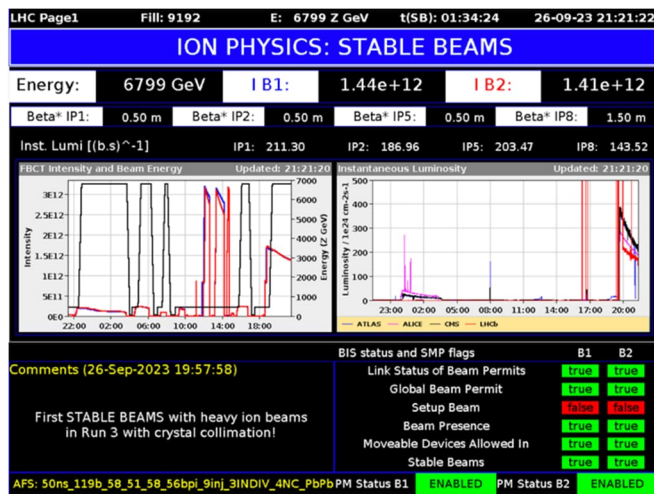 LHC Page1 Fill: 9192 E: 6799 Z GeV t(SB): 01:34:24 26-09-23 21:21:22
ION PHYSICS: STABLE BEAMS
Energy: 6799 GeV I B1: 1.44e+12 I B2: 1.41e+12
Beta* IP1: 0.50 m Beta* IP2: 0.50 m Beta* IP5: 0.50 m Beta* IP8: 1.50 m
Inst. Lumi [(b.s)^-1] IP1: 211.30 IP2: 186.96 IP5: 203.47 IP8: 143.52
FBCT Intensity and Beam Energy Updated: 21:21:20
Intensity
3E12
2.5E12
2E12
1.5E12
1E12
5E11
0E0
7000
6000
5000
4000
3000
2000
1000
0
Energy (Z GeV)
22:00 02:00 06:00 10:00 14:00 18:00
Instantaneous Luminosity Updated: 21:21:20
Luminosity / 1e24 cm-2s-1
500
400
300
200
100
0
23:00 02:00 05:00 08:00 11:00 14:00 17:00 20:00
ATLAS ALICE CMS LHCb
Comments (26-Sep-2023 19:57:58)
First STABLE BEAMS with heavy ion beams
in Run 3 with crystal collimation!
BIS status and SMP flags B1 B2
Link Status of Beam Permits true true
Global Beam Permit true true
Setup Beam false false
Beam Presence true true
Moveable Devices Allowed In true true
Stable Beams true true
AFS: 50ns_119b_58_51_58_56bpi_9inj_3INDIV_4NC_PbPb PM Status B1 ENABLED PM Status B2 ENABLED